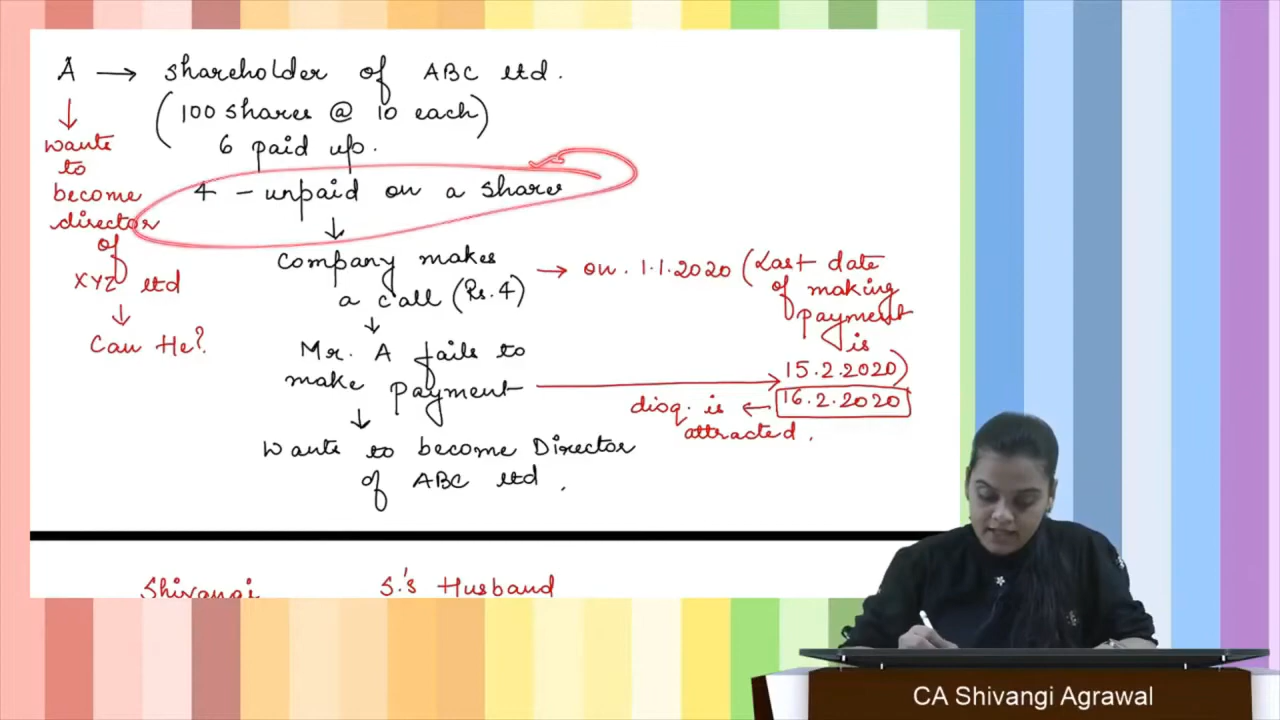 A → shareholder of ABC ltd.
(100 shares @ 10 each)
6 paid up.
4 - unpaid on a share
↓
Company makes
a call (Rs. 4)
→ on 1.1.2020 (Last date
of making
payment
is
15.2.2020)
16.2.2020
disq. is ←
attracted.
↓
Mr. A fails to
make payment
↓
Wants to become Director
of ABC ltd.
↓
Wants
to
become
director
of
XYZ ltd
↓
Can He?
Shivangi S.'s Husband
CA Shivangi Agrawal